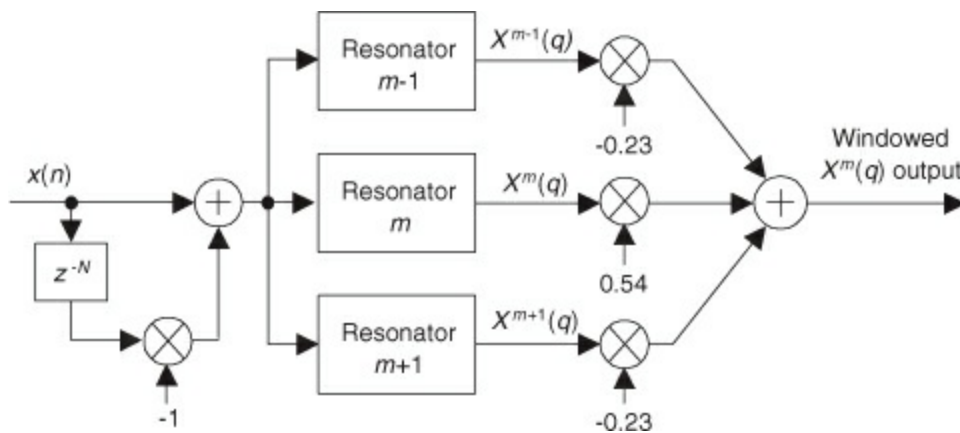 Resonator
m-1
X^{m-1}(q)
-0.23
x(n)
+
Resonator
m
X^m(q)
0.54
+
Windowed
X^m(q) output
z^{-N}
-1
Resonator
m+1
X^{m+1}(q)
-0.23